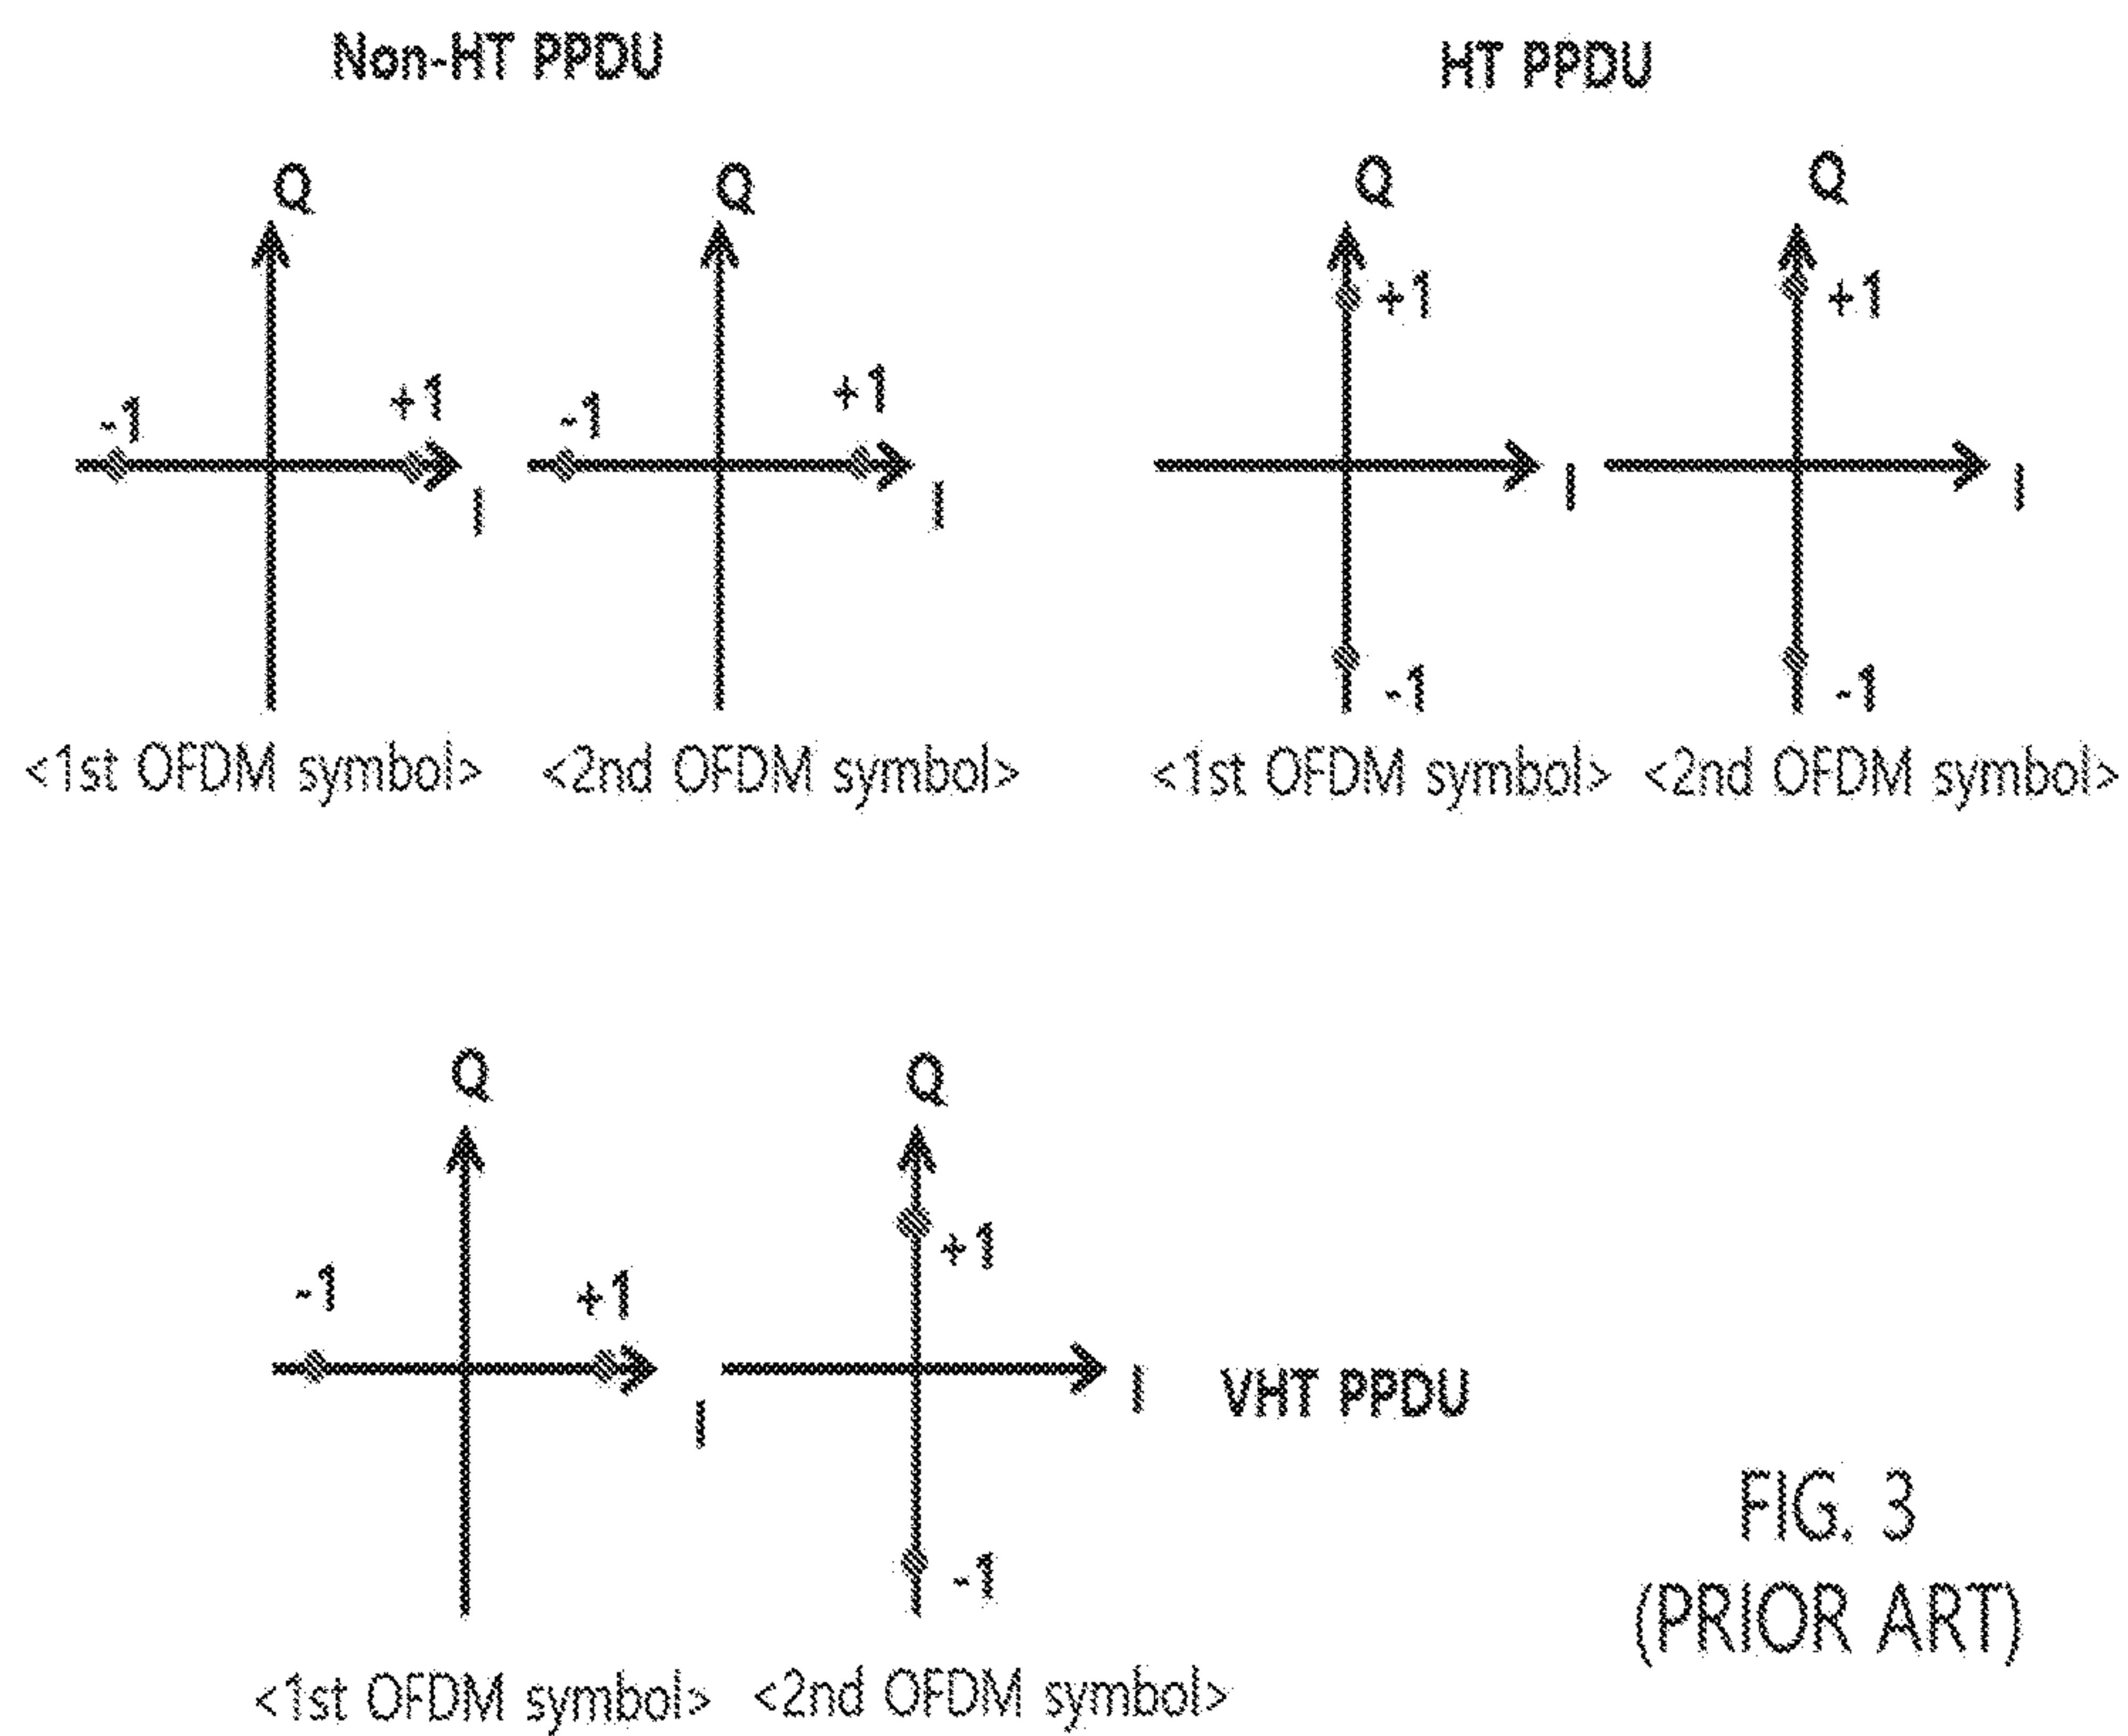 Non-HT PPDU
HT PPDU
Q
Q
Q
Q
+1
+1
-1
+1
-1
+1
I
I
I
I
-1
-1
<1st OFDM symbol>
<2nd OFDM symbol>
<1st OFDM symbol>
<2nd OFDM symbol>
Q
Q
-1
+1
+1
I
I
VHT PPDU
-1
<1st OFDM symbol>
<2nd OFDM symbol>
FIG. 3
(PRIOR ART)